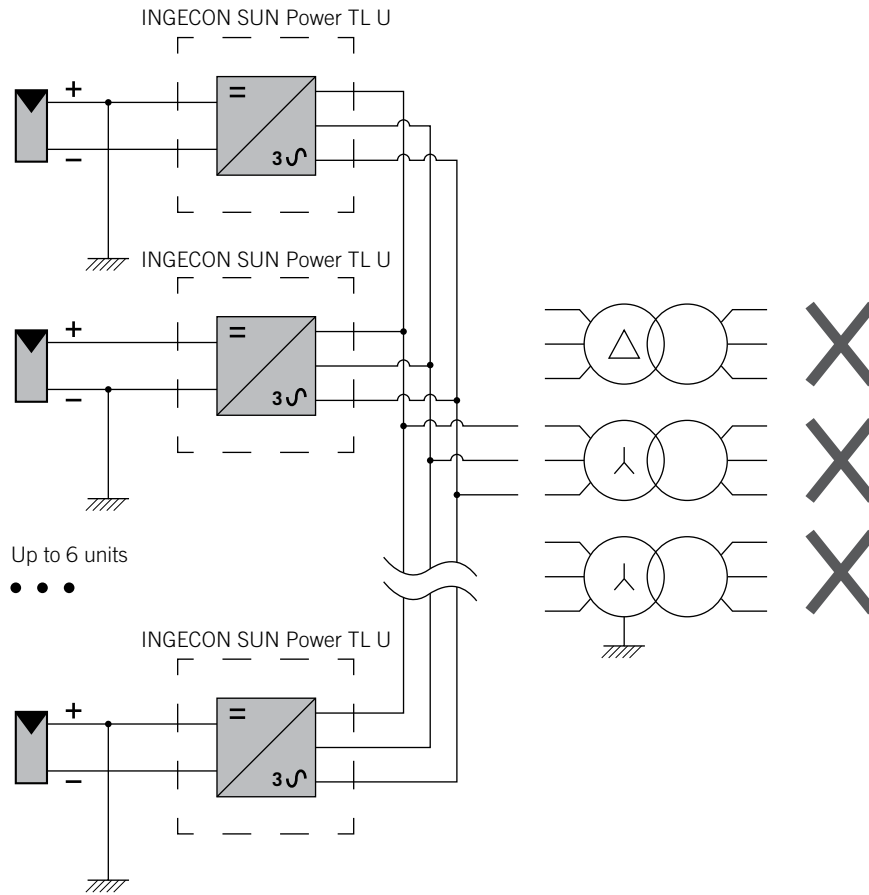 INGECON SUN Power TL U
+
=
3
−
INGECON SUN Power TL U
+
=
3
−
Up to 6 units
• • •
INGECON SUN Power TL U
+
=
3
−